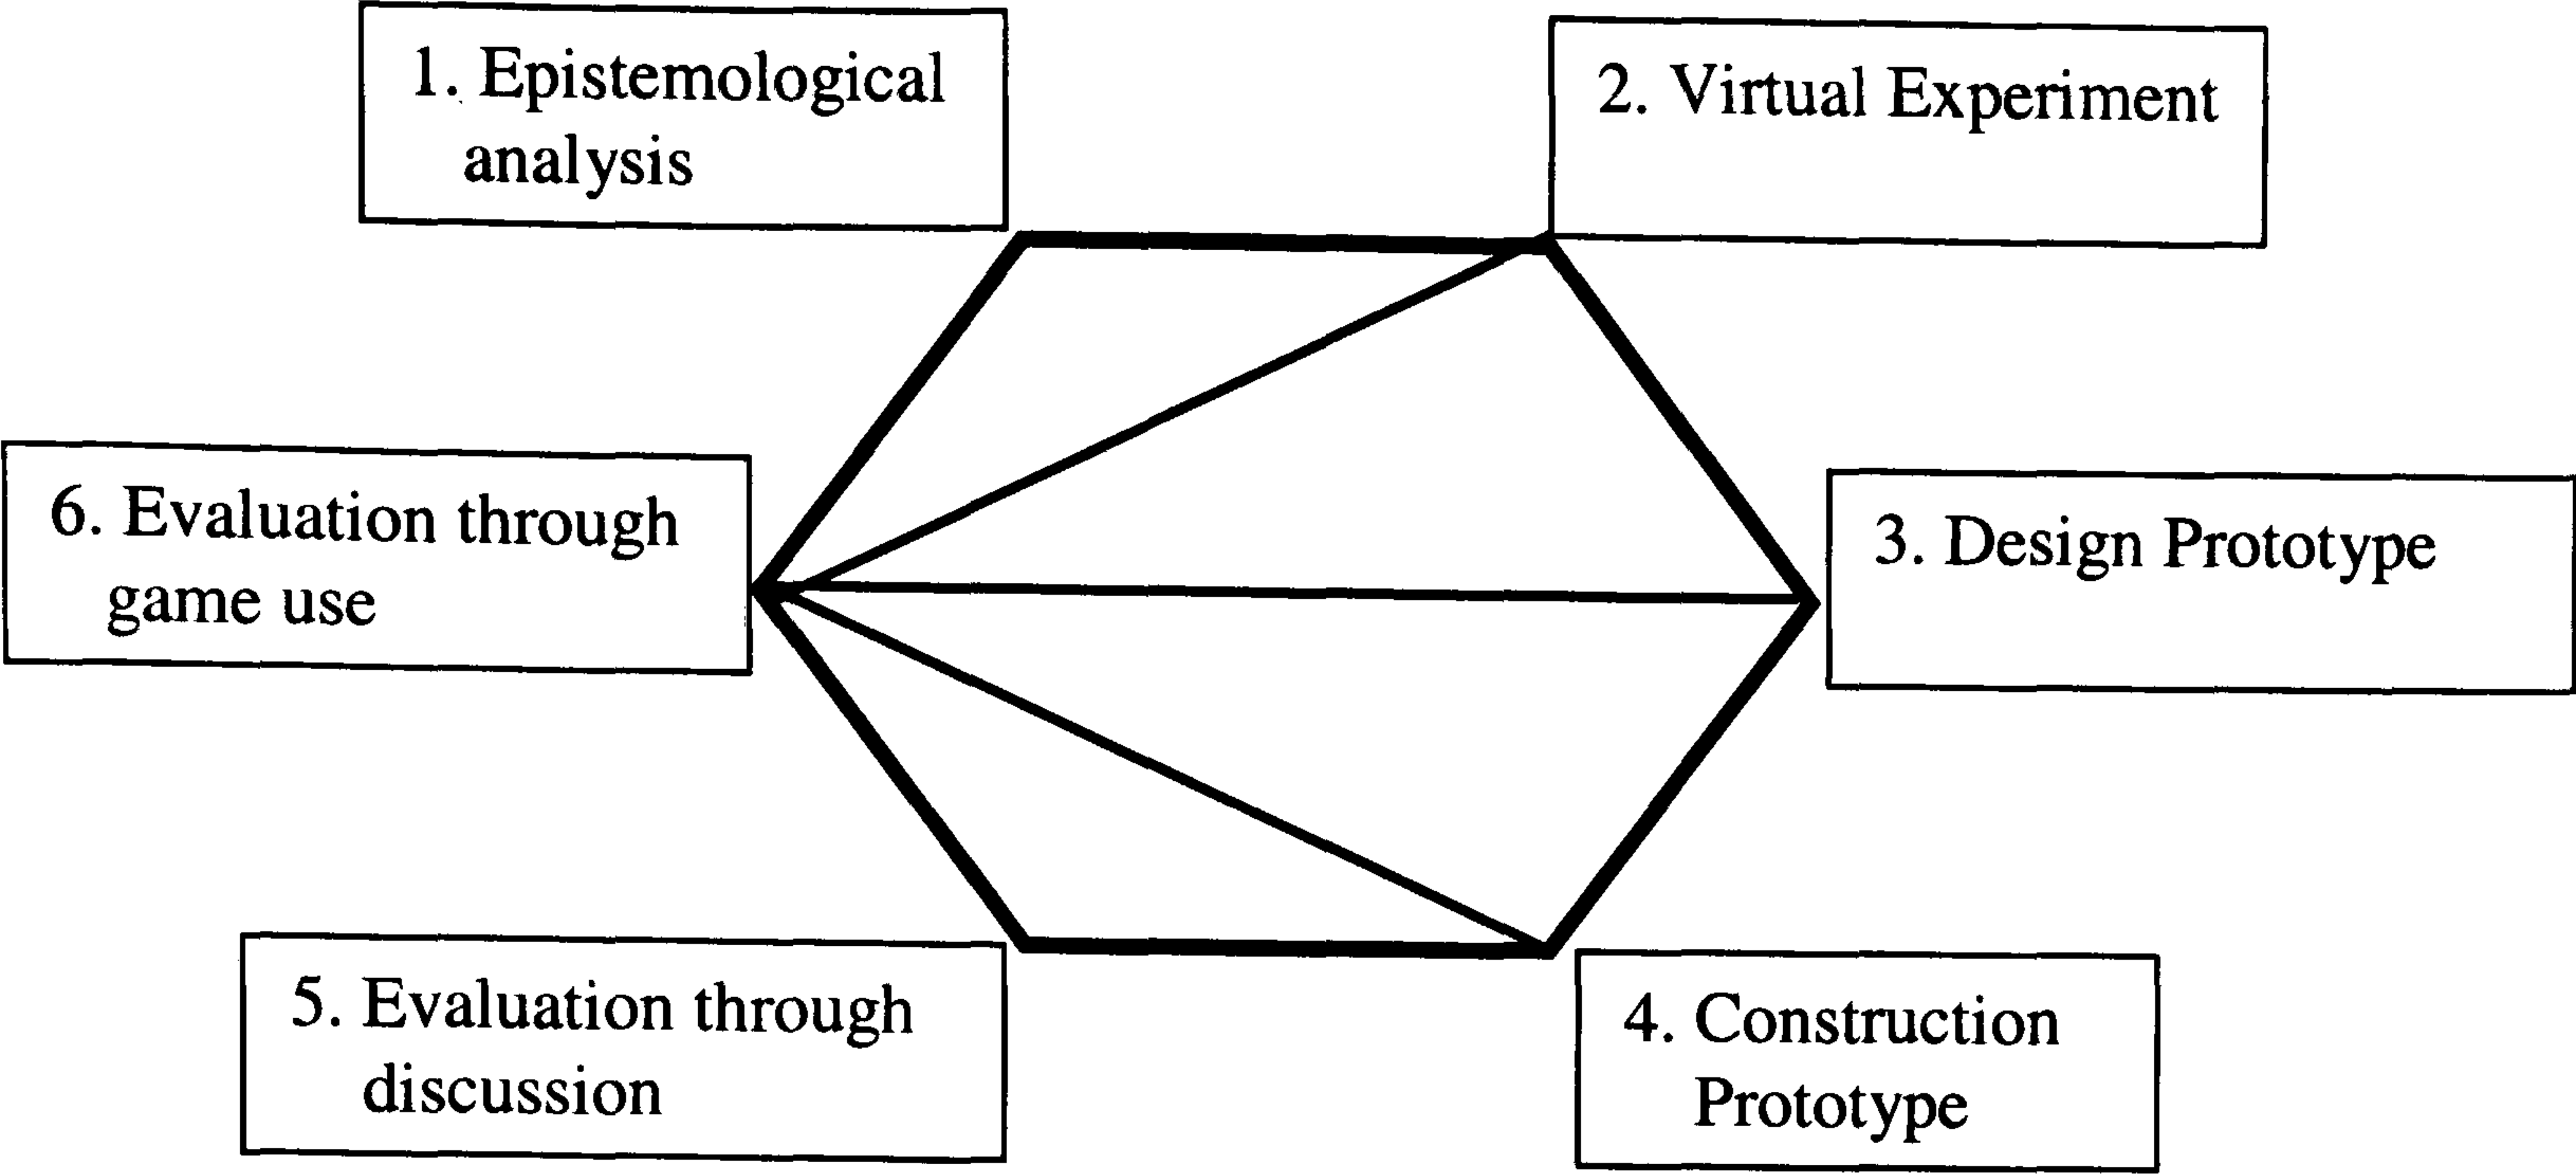 1. Epistemological
analysis
2. Virtual Experiment
6. Evaluation through
game use
3. Design Prototype
5. Evaluation through
discussion
4. Construction
Prototype